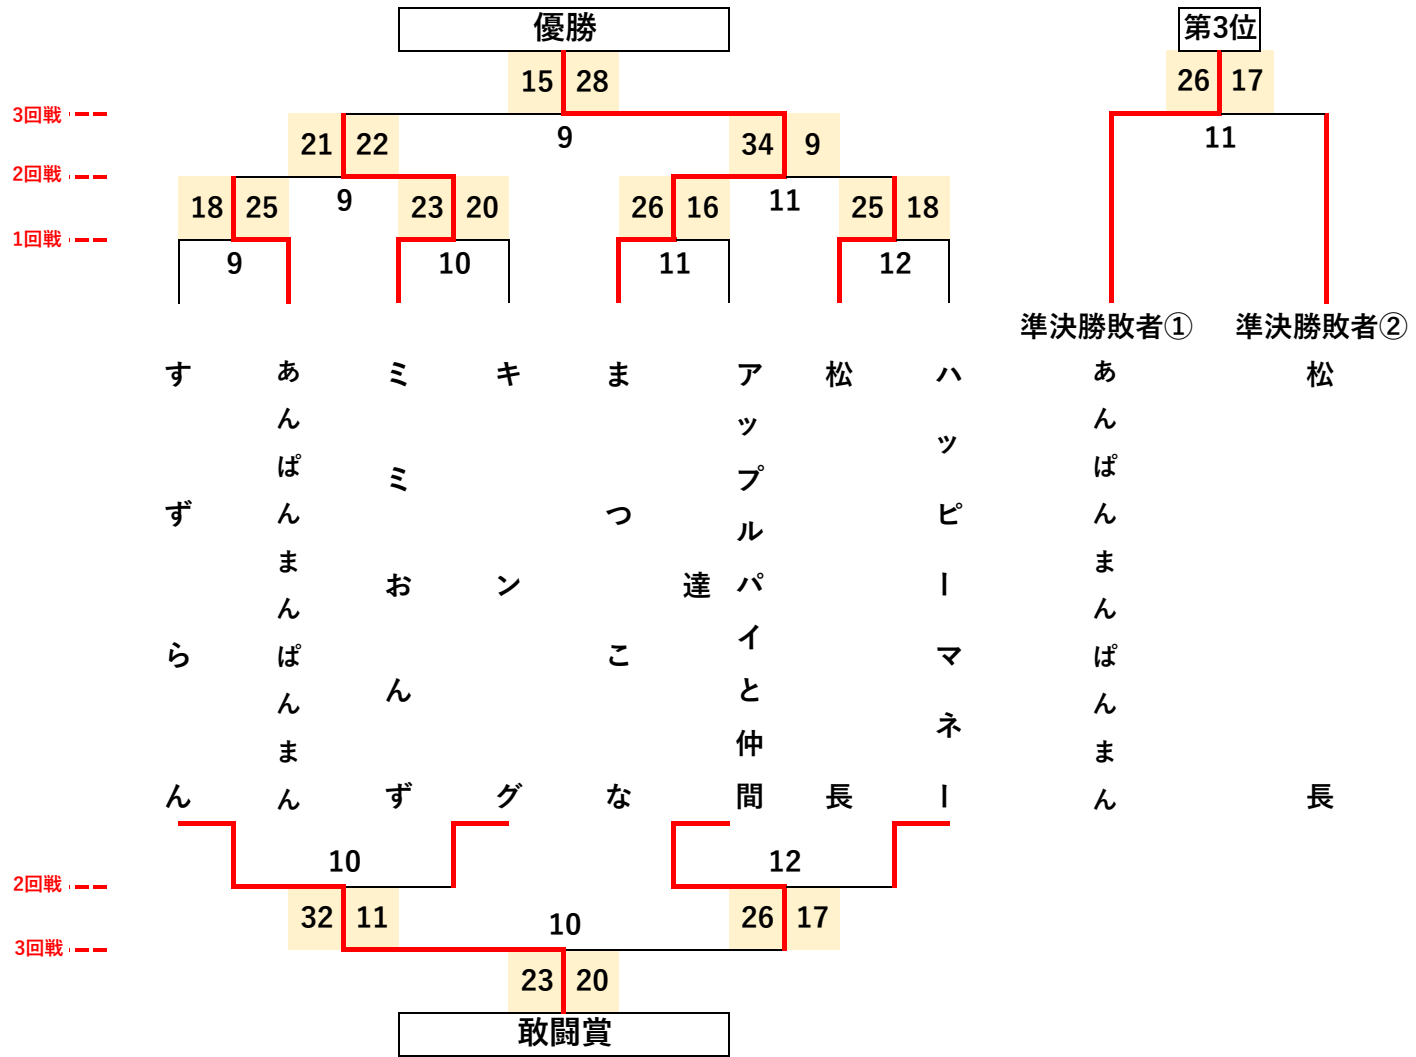 優勝
第3位
15 28
26 17
3回戦
9
11
21 22
34 9
2回戦
9
11
18 25
23 20
26 16
25 18
1回戦
9
10
11
12
準決勝敗者①
準決勝敗者②
すずらん
あんぱんまんぱんまん
ミミおんず
キング
まつこな
アップルパイと仲間
達
松長
ハッピーマネー
あんぱんまんぱんまん
松長
10
12
2回戦
32 11
10
26 17
3回戦
23 20
敢闘賞